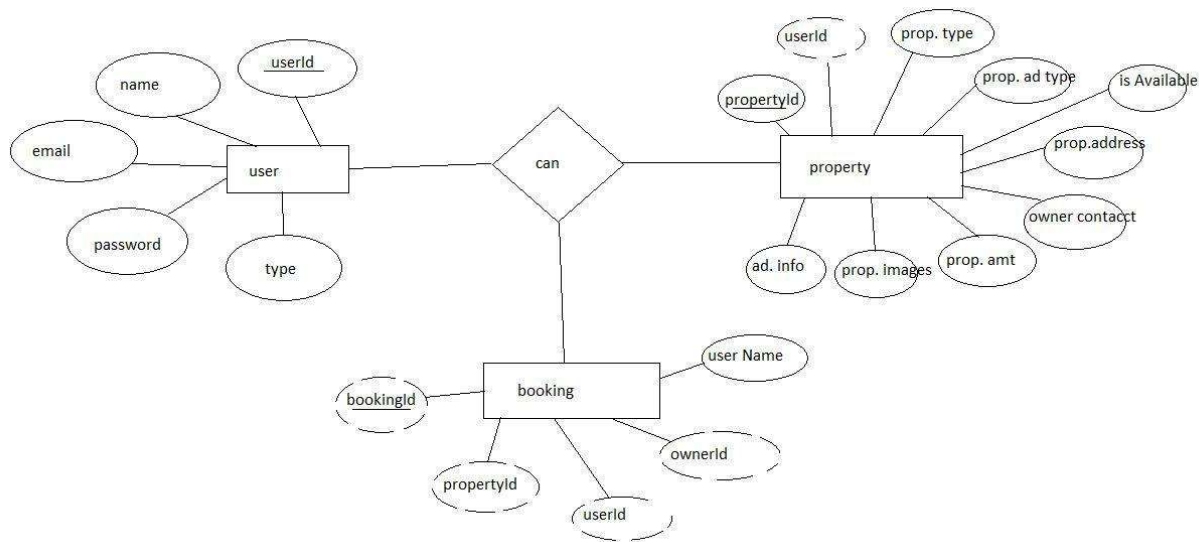 userId
name
email
user
password
type
can
userId
prop. type
propertyId
prop. ad type
is Available
property
prop.address
owner contacct
ad. info
prop. images
prop. amt
user Name
booking
bookingId
ownerId
propertyId
userId